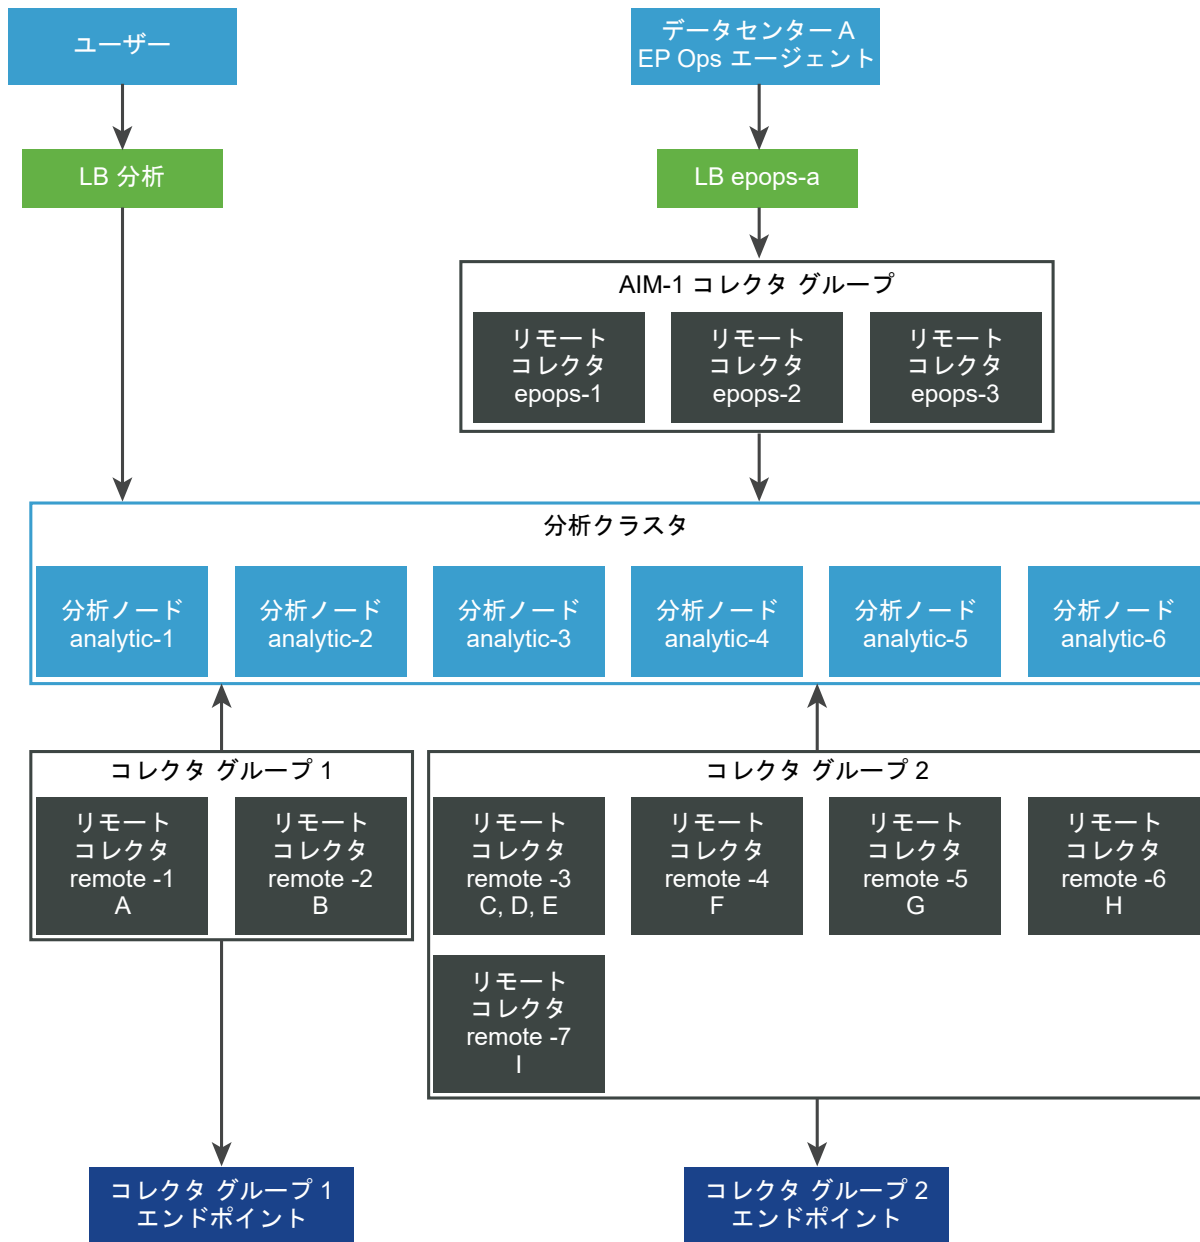 ユーザー
データセンター A
EP Ops エージェント
LB 分析
LB epops-a
AIM-1 コレクタ グループ
リモート
コレクタ
epops-1
リモート
コレクタ
epops-2
リモート
コレクタ
epops-3
分析クラスタ
分析ノード
analytic-1
分析ノード
analytic-2
分析ノード
analytic-3
分析ノード
analytic-4
分析ノード
analytic-5
分析ノード
analytic-6
コレクタ グループ 1
リモート
コレクタ
remote -1
A
リモート
コレクタ
remote -2
B
コレクタ グループ 2
リモート
コレクタ
remote -3
C, D, E
リモート
コレクタ
remote -4
F
リモート
コレクタ
remote -5
G
リモート
コレクタ
remote -6
H
リモート
コレクタ
remote -7
I
コレクタ グループ 1
エンドポイント
コレクタ グループ 2
エンドポイント